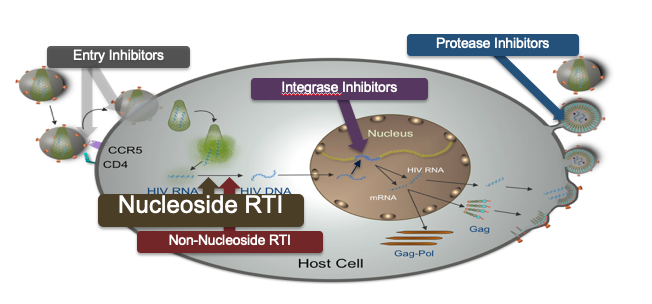 Protease Inhibitors
Entry Inhibitors
Integrase Inhibitors
Nucleus
CCR5
CD4
HIV RNA
HIV RNA
HIV DNA
mRNA
Nucleoside RTI
Gag
Non-Nucleoside RTI
Gag-Pol
Host Cell